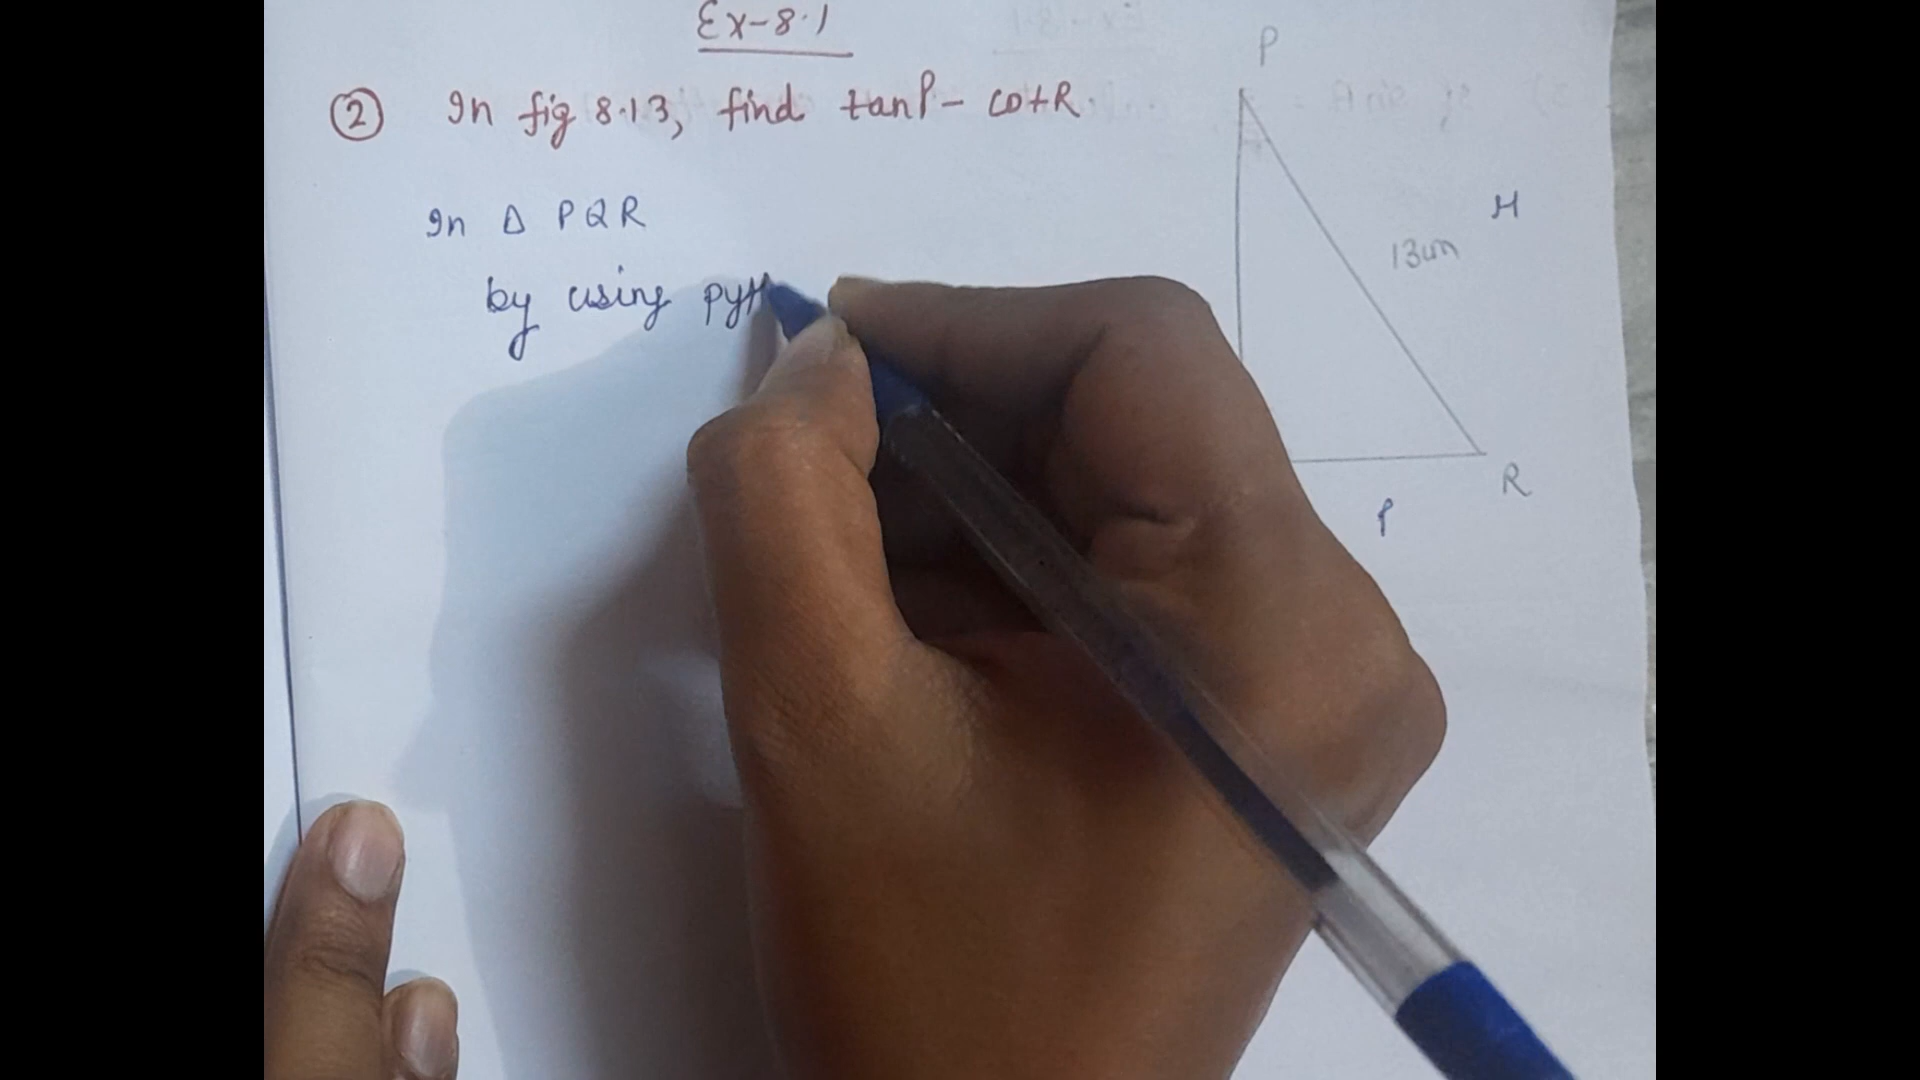 Ex-8.1
② In fig 8.13, find tanP - cotR.
P
In Δ PQR
H
13cm
by using pyth
R
P